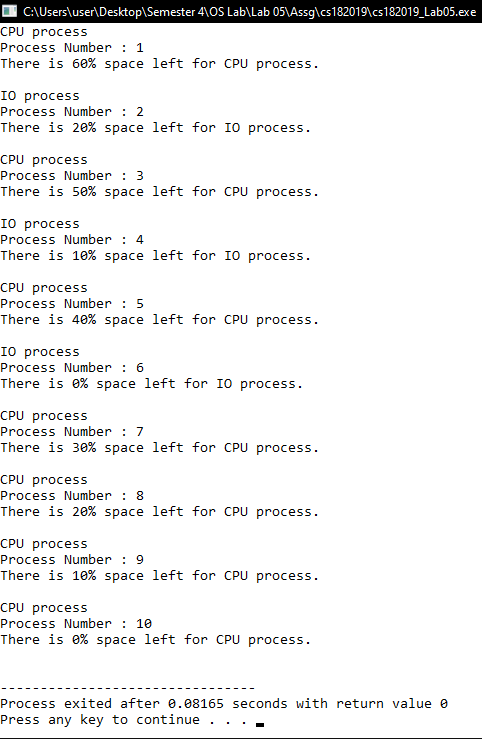 C:\Users\user\Desktop\Semester 4\OS Lab\Lab 05\Assg\cs182019\cs182019_Lab05.exe
CPU process
Process Number : 1
There is 60% space left for CPU process.
IO process
Process Number : 2
There is 20% space left for IO process.
CPU process
Process Number : 3
There is 50% space left for CPU process.
IO process
Process Number : 4
There is 10% space left for IO process.
CPU process
Process Number : 5
There is 40% space left for CPU process.
IO process
Process Number : 6
There is 0% space left for IO process.
CPU process
Process Number : 7
There is 30% space left for CPU process.
CPU process
Process Number : 8
There is 20% space left for CPU process.
CPU process
Process Number : 9
There is 10% space left for CPU process.
CPU process
Process Number : 10
There is 0% space left for CPU process.
--------------------------------
Process exited after 0.08165 seconds with return value 0
Press any key to continue . . .